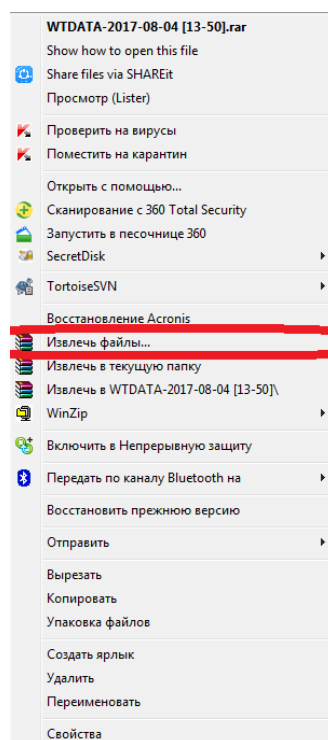 WTDATA-2017-08-04 [13-50].rar
Show how to open this file
Share files via SHAREit
Просмотр (Lister)
Проверить на вирусы
Поместить на карантин
Открыть с помощью...
Сканирование с 360 Total Security
Запустить в песочнице 360
SecretDisk
TortoiseSVN
Восстановление Acronis
Извлечь файлы...
Извлечь в текущую папку
Извлечь в WTDATA-2017-08-04 [13-50]\
WinZip
Включить в Непрерывную защиту
Передать по каналу Bluetooth на
Восстановить прежнюю версию
Отправить
Вырезать
Копировать
Упаковка файлов
Создать ярлык
Удалить
Переименовать
Свойства